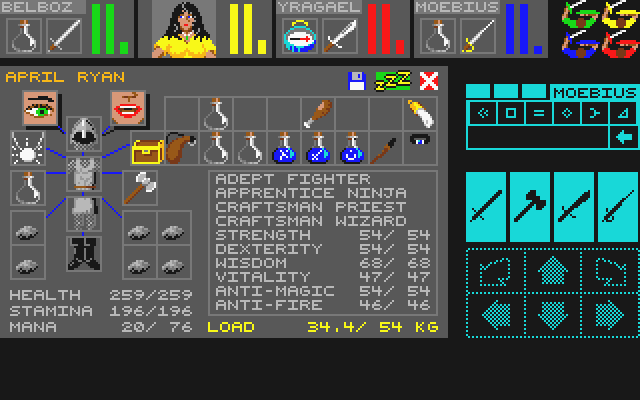 BELBOZ
YRAGAEL
MOEBIUS
APRIL RYAN
ZZZ
MOEBIUS
ADEPT FIGHTER
APPRENTICE NINJA
CRAFTSMAN PRIEST
CRAFTSMAN WIZARD
STRENGTH 54/ 54
DEXTERITY 54/ 54
WISDOM 68/ 68
VITALITY 47/ 47
ANTI-MAGIC 54/ 54
ANTI-FIRE 46/ 46
HEALTH 259/259
STAMINA 196/196
MANA 20/ 76
LOAD 34.4/ 54 KG